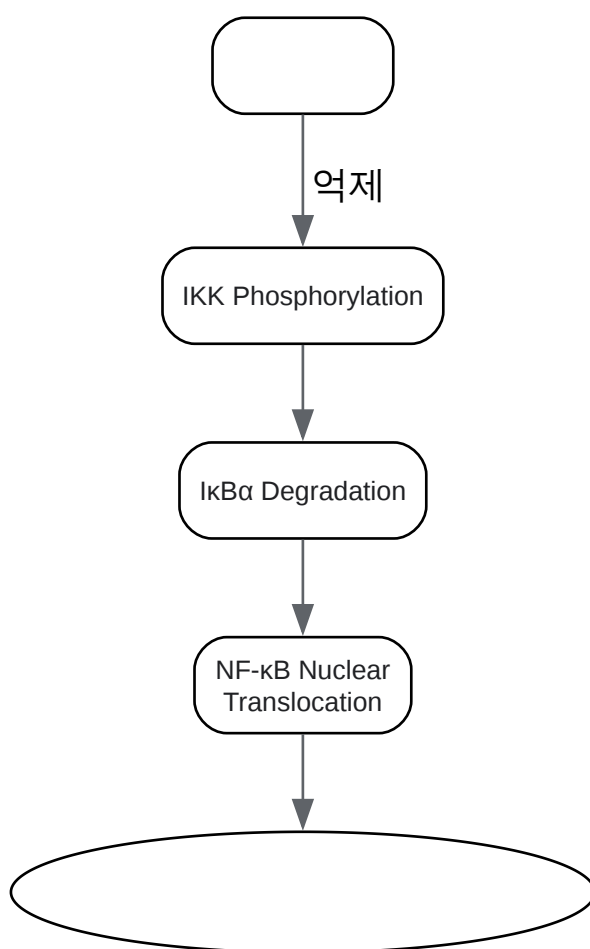 억제
IKK Phosphorylation
IκBα Degradation
NF-κB Nuclear
Translocation